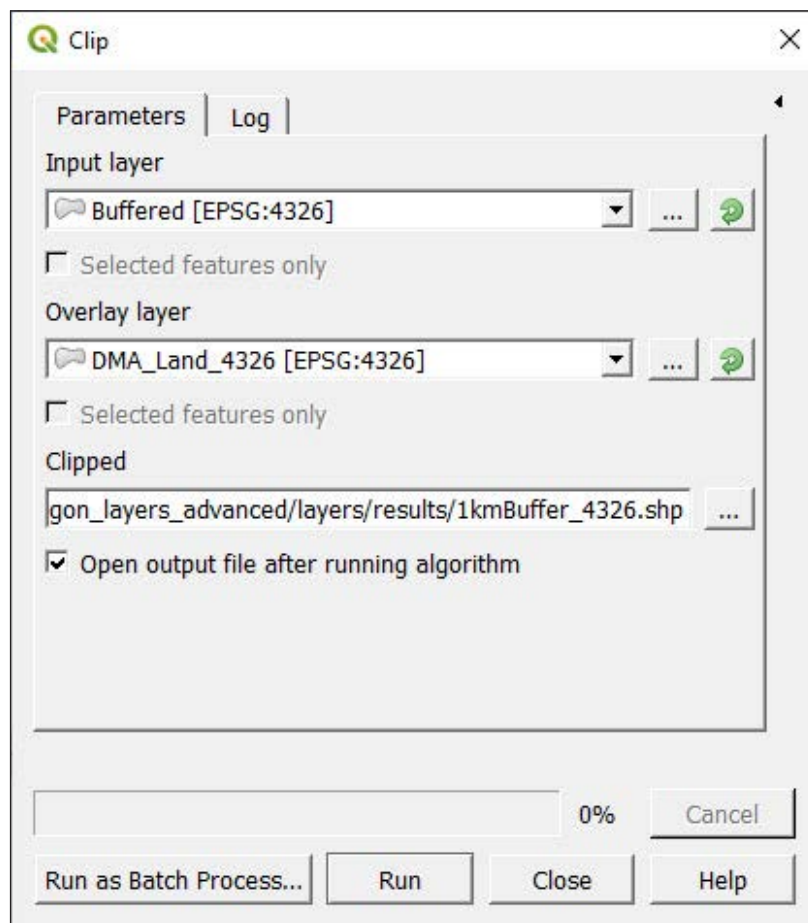 Clip
Parameters
Log
Input layer
Buffered [EPSG:4326]
...
Selected features only
Overlay layer
DMA_Land_4326 [EPSG:4326]
...
Selected features only
Clipped
gon_layers_advanced/layers/results/1kmBuffer_4326.shp
...
Open output file after running algorithm
0%
Cancel
Run as Batch Process...
Run
Close
Help